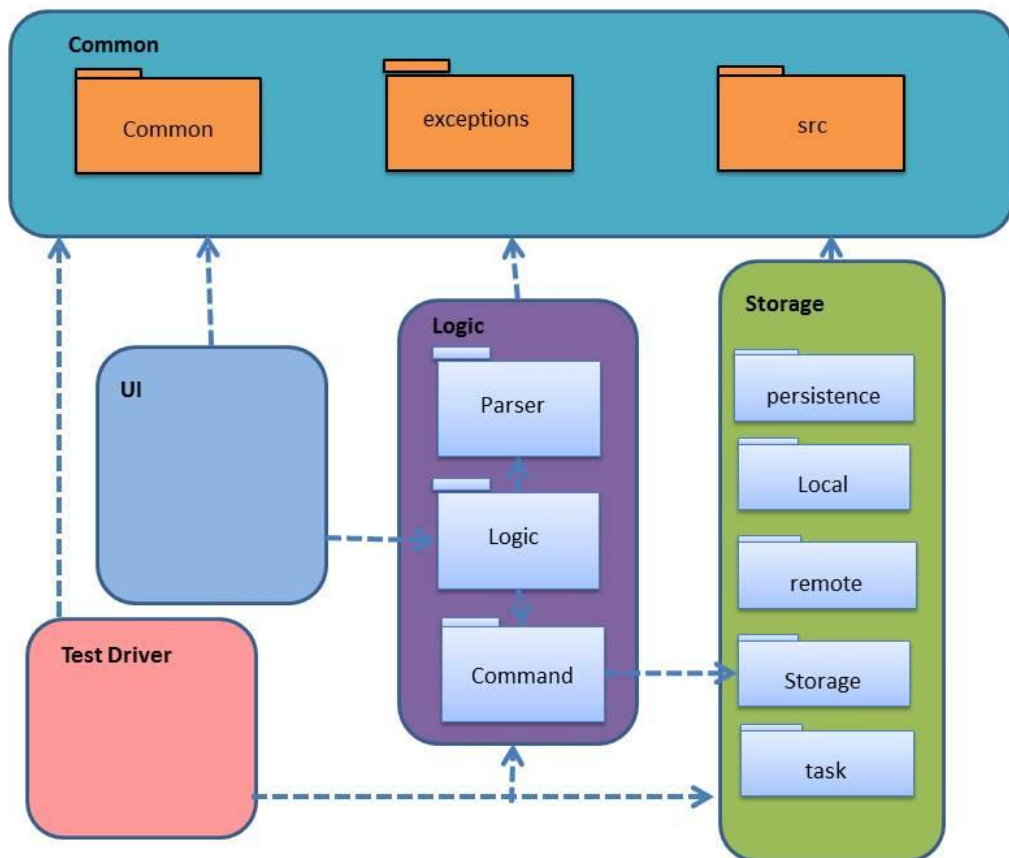 Common
Common
exceptions
src
Storage
Logic
persistence
UI
Parser
Local
Logic
remote
Test Driver
Command
Storage
task